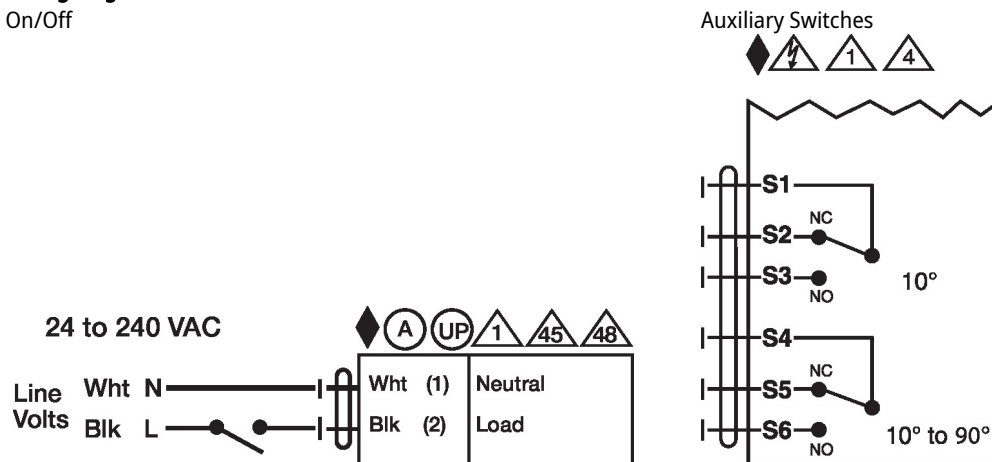 On/Off
24 to 240 VAC
A UP 1 45 48
Line Volts
Wht N
Blk L
Wht (1) Neutral
Blk (2) Load
Auxiliary Switches
1 4
S1
NC
S2
S3
NO
10°
S4
NC
S5
S6
NO
10° to 90°